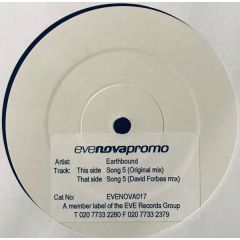 evenovapromo
Artist: Earthbound
Track: This side Song 5 (Original mix)
That side Song 5 (David Forbes rmx)
Cat No: EVENOVA017
A member label of the EVE Records Group
T 020 7733 2280 F 020 7733 2379